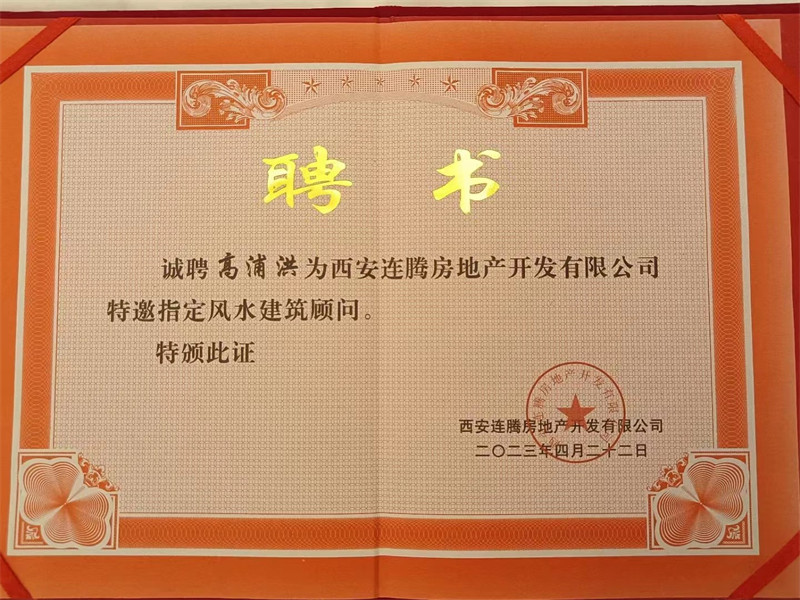 聘 书
诚聘高浦洪为西安连腾房地产开发有限公司
特邀指定风水建筑顾问。
特颁此证
西安连腾房地产开发有限公司
二〇二三年四月二十二日